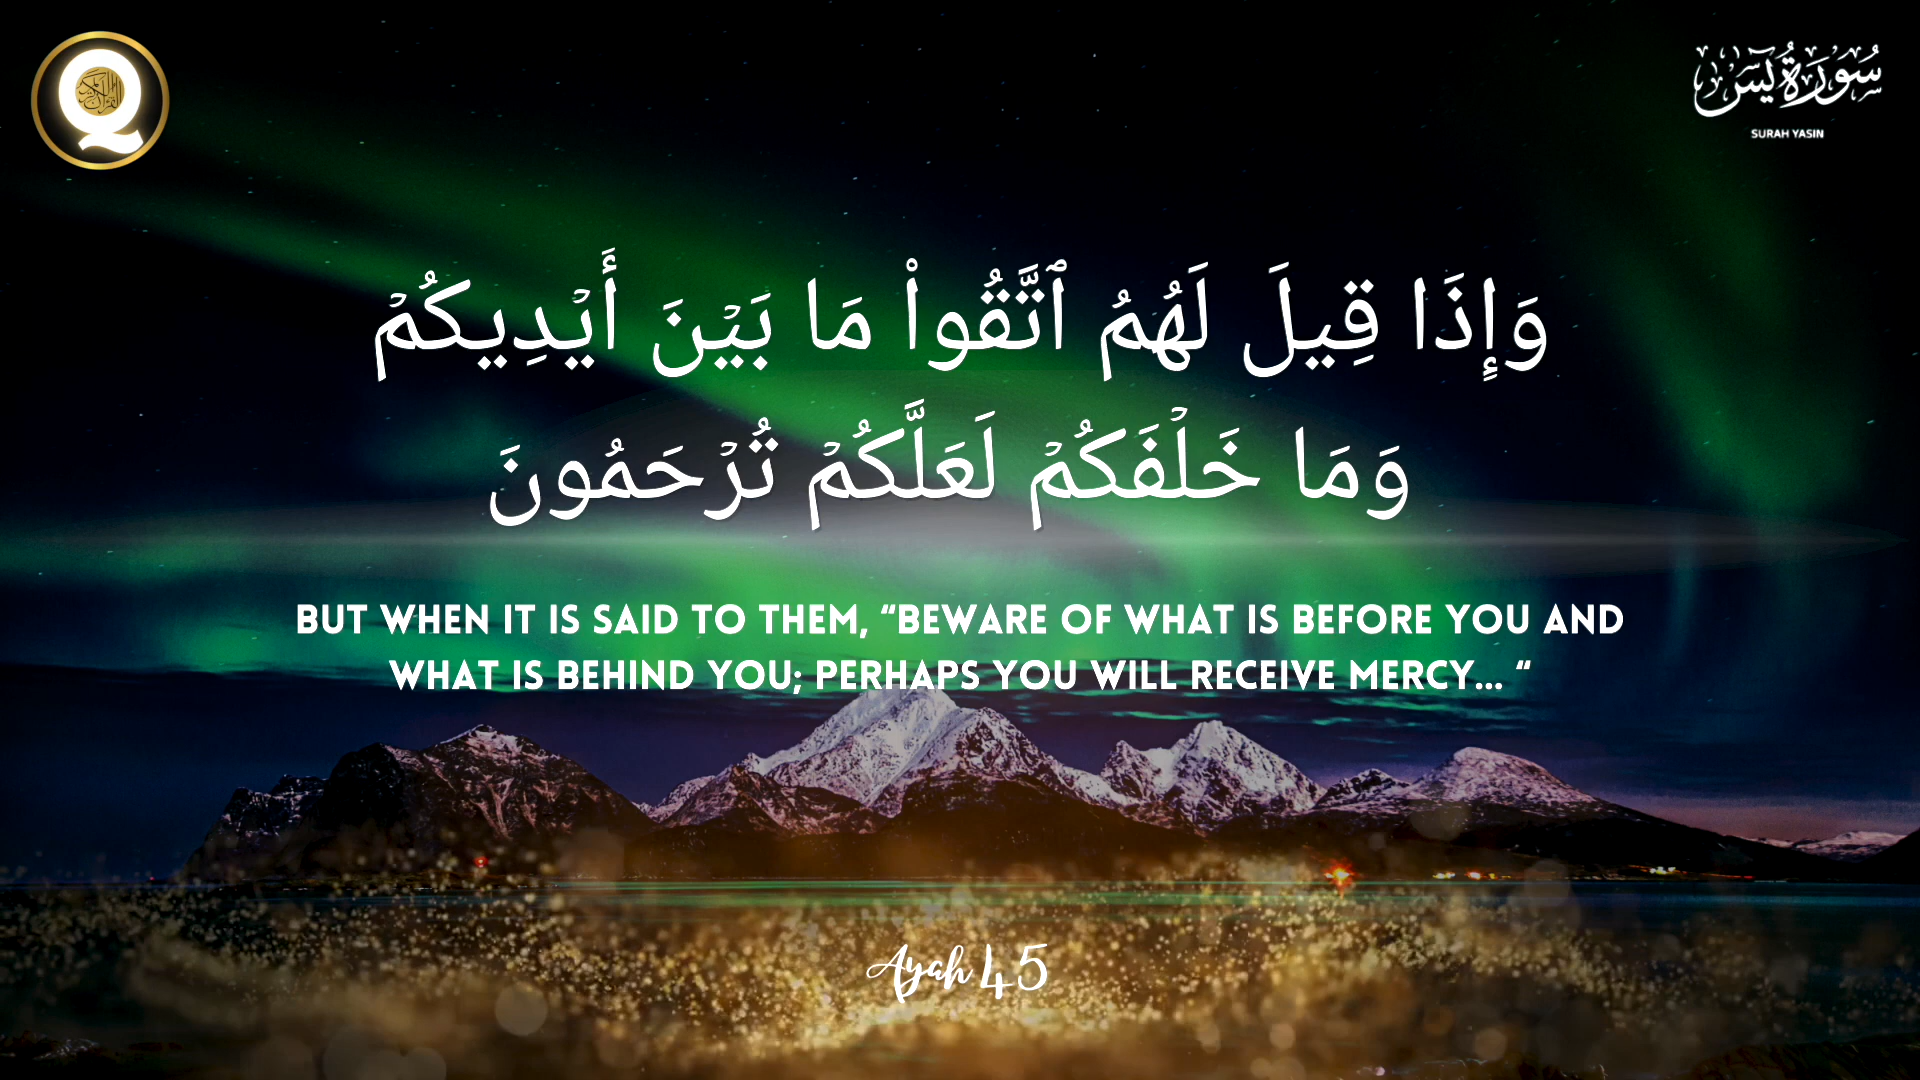 سُورَةُ يسٓ
SURAH YASIN
وَإِذَا قِيلَ لَهُمُ ٱتَّقُوا۟ مَا بَيْنَ أَيْدِيكُمْ
وَمَا خَلْفَكُمْ لَعَلَّكُمْ تُرْحَمُونَ
BUT WHEN IT IS SAID TO THEM, “BEWARE OF WHAT IS BEFORE YOU AND
WHAT IS BEHIND YOU; PERHAPS YOU WILL RECEIVE MERCY... “
Ayah 45